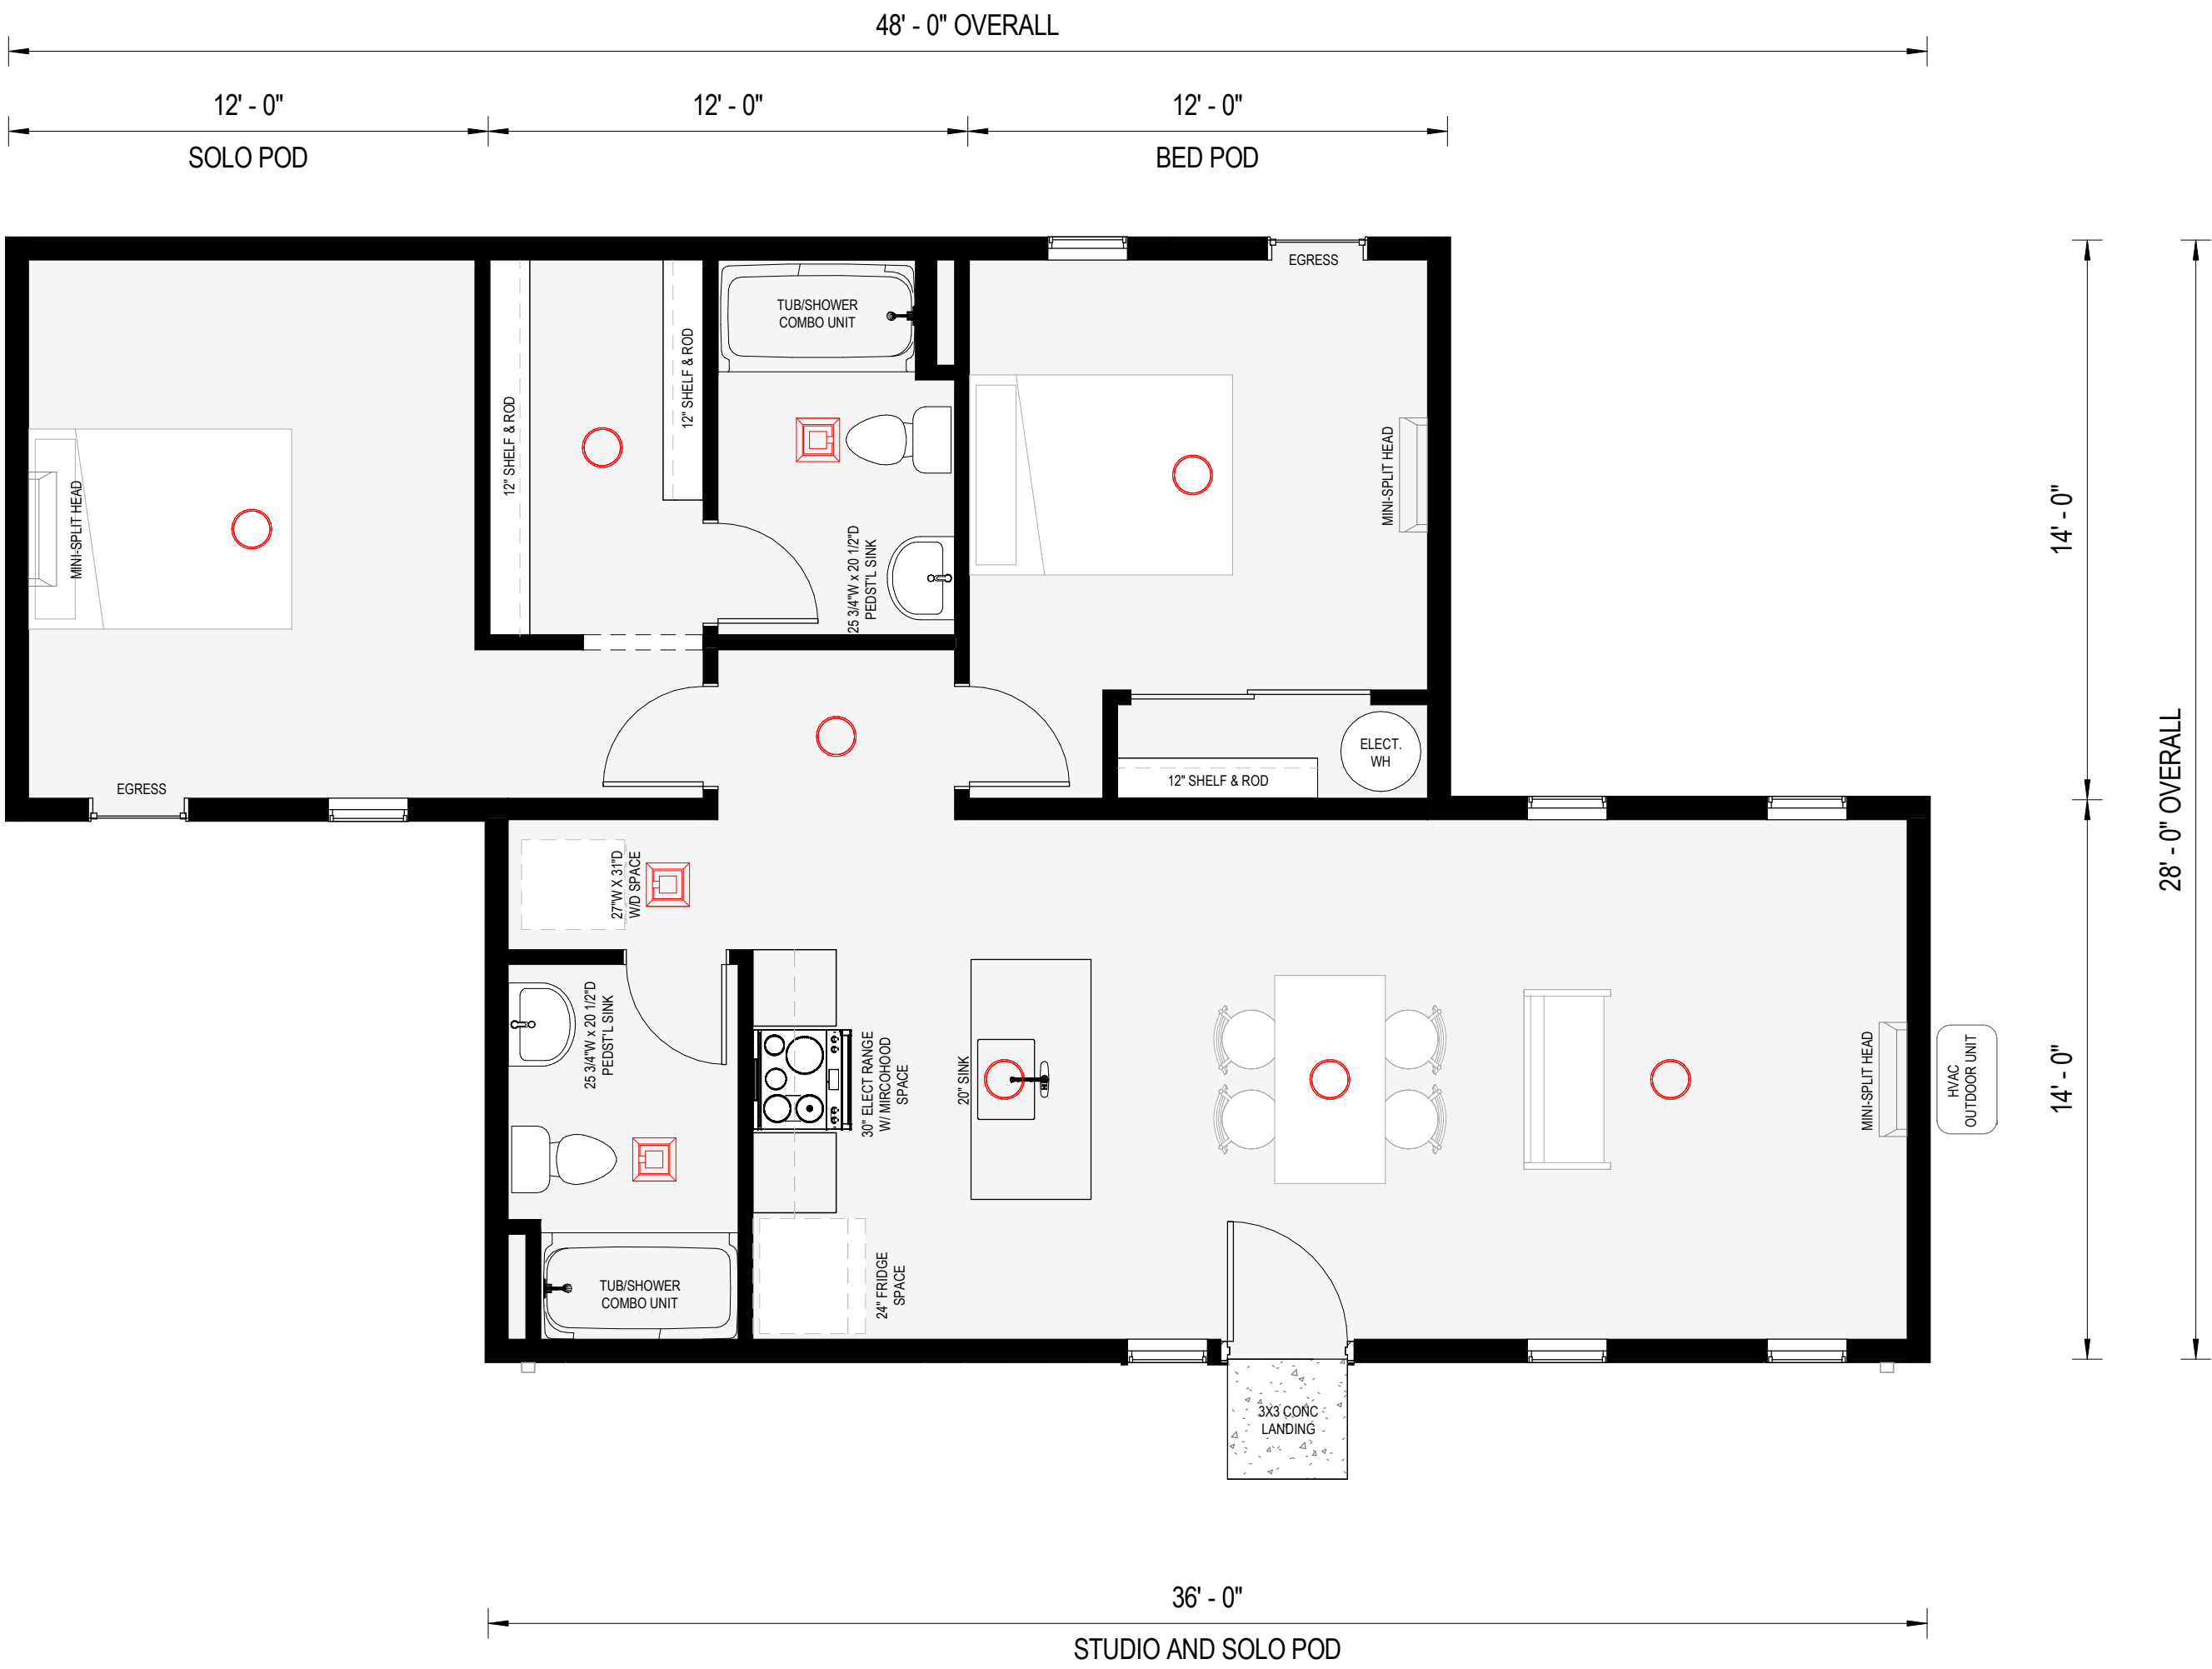 48' - 0" OVERALL
12' - 0"
12' - 0"
12' - 0"
SOLO POD
BED POD
EGRESS
TUB/SHOWER
COMBO UNIT
12" SHELF & ROD
12" SHELF & ROD
MINI-SPLIT HEAD
25 3/4"W x 20 1/2"D
PEDST'L SINK
MINI-SPLIT HEAD
14' - 0"
ELECT.
WH
12" SHELF & ROD
EGRESS
28' - 0" OVERALL
27"W X 31"D
W/D SPACE
25 3/4"W x 20 1/2"D
PEDST'L SINK
30" ELECT RANGE
W/ MIRCOHOOD
SPACE
20" SINK
MINI-SPLIT HEAD
HVAC
OUTDOOR UNIT
14' - 0"
TUB/SHOWER
COMBO UNIT
24" FRIDGE
SPACE
3X3 CONC
LANDING
36' - 0"
STUDIO AND SOLO POD